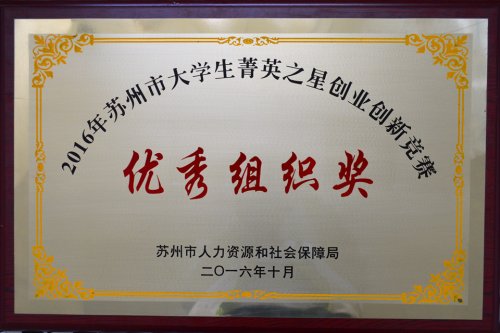 2016年苏州市大学生菁英之星创业创新竞赛
优秀组织奖
苏州市人力资源和社会保障局
二〇一六年十月